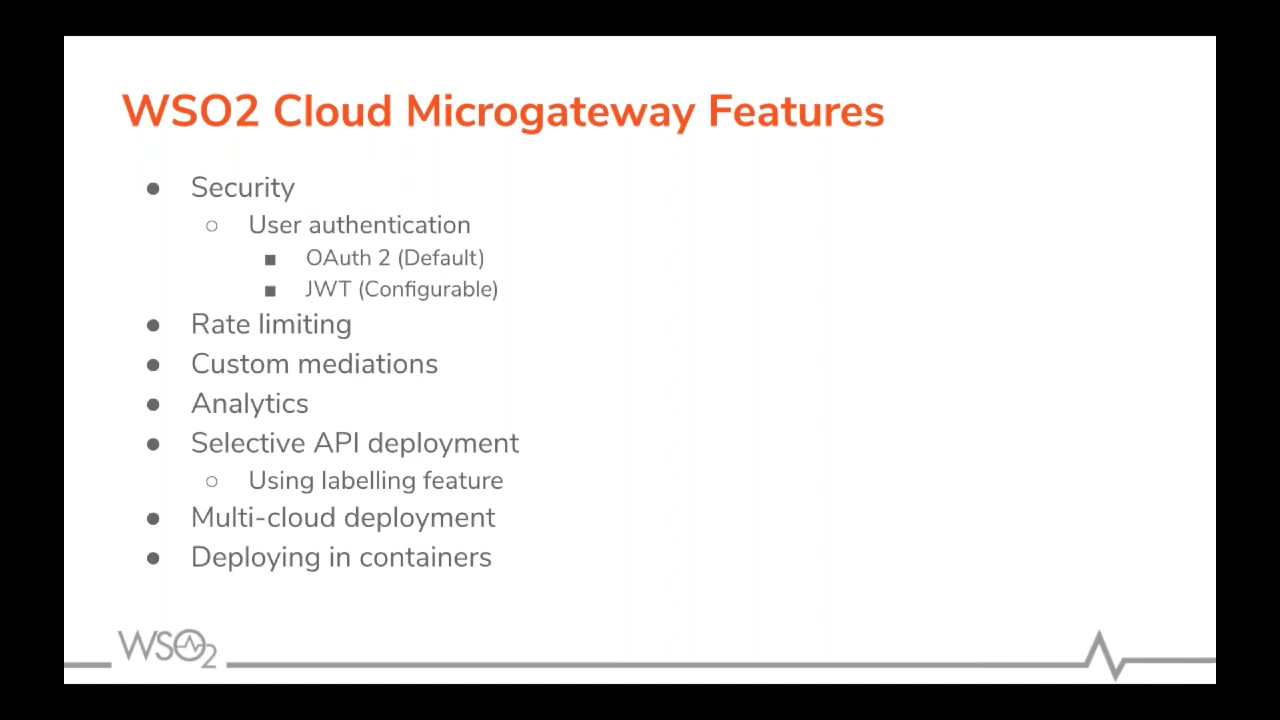 WSO2 Cloud Microgateway Features
● Security
○ User authentication
■ OAuth 2 (Default)
■ JWT (Configurable)
● Rate limiting
● Custom mediations
● Analytics
● Selective API deployment
○ Using labelling feature
● Multi-cloud deployment
● Deploying in containers
WSO2